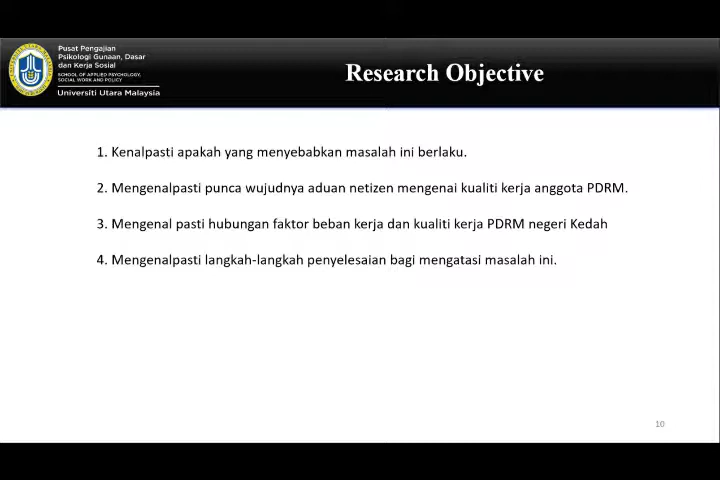 Pusat Pengajian
Psikologi Gunaan, Dasar
dan Kerja Sosial
SCHOOL OF APPLIED PSYCHOLOGY,
SOCIAL WORK AND POLICY
Universiti Utara Malaysia
Research Objective
1. Kenalpasti apakah yang menyebabkan masalah ini berlaku.
2. Mengenalpasti punca wujudnya aduan netizen mengenai kualiti kerja anggota PDRM.
3. Mengenal pasti hubungan faktor beban kerja dan kualiti kerja PDRM negeri Kedah
4. Mengenalpasti langkah-langkah penyelesaian bagi mengatasi masalah ini.
10